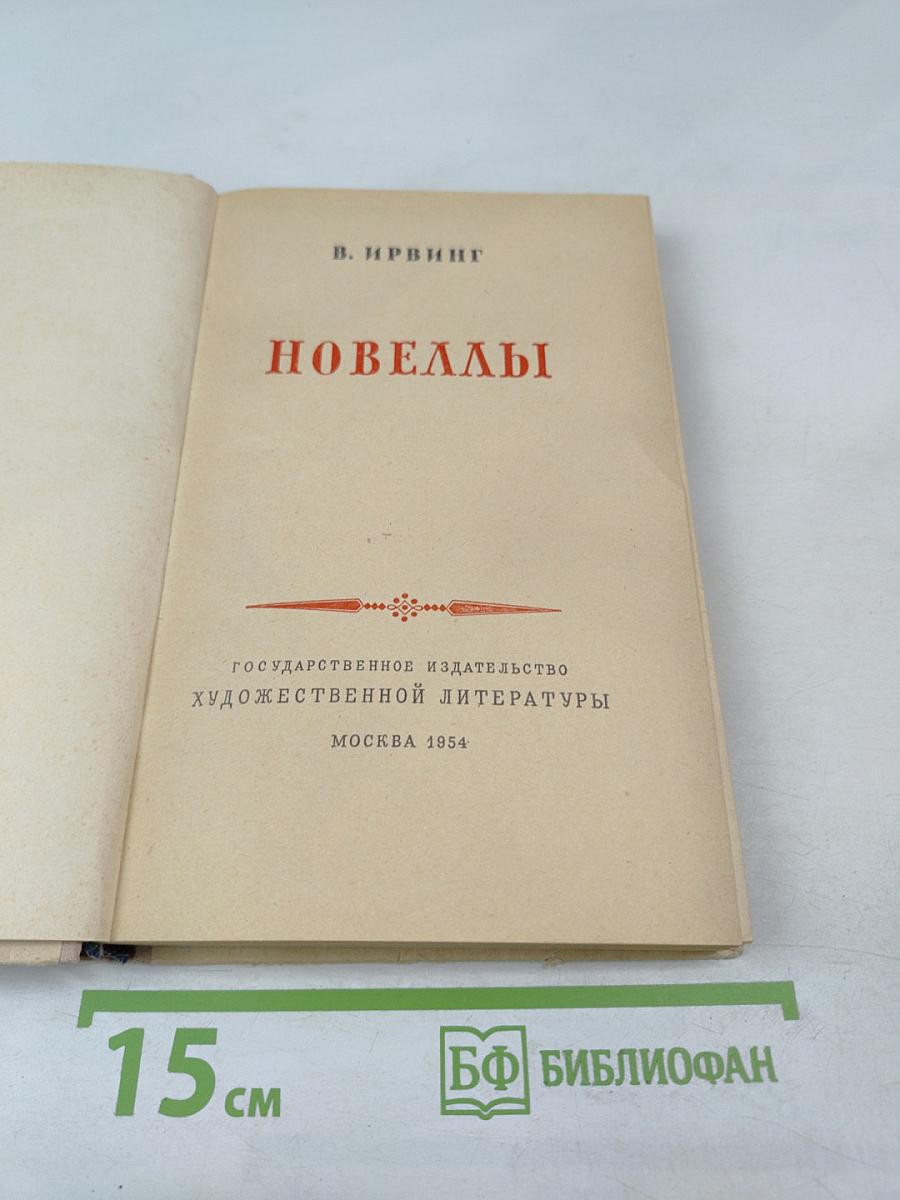 В. ИРВИНГ
НОВЕЛЛЫ
ГОСУДАРСТВЕННОЕ ИЗДАТЕЛЬСТВО
ХУДОЖЕСТВЕННОЙ ЛИТЕРАТУРЫ
МОСКВА 1954
15 см
БФ БИБЛИОФАН